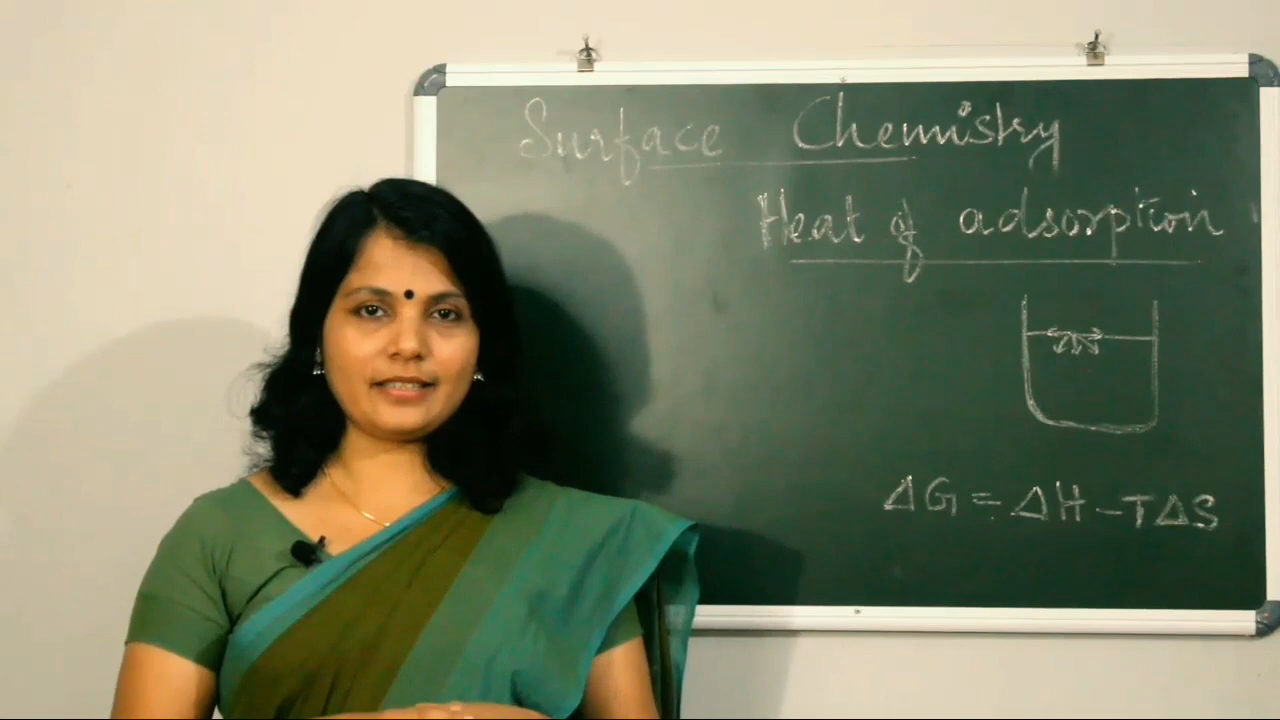 Surface Chemistry
Heat of adsorption
ΔG = ΔH - TΔS